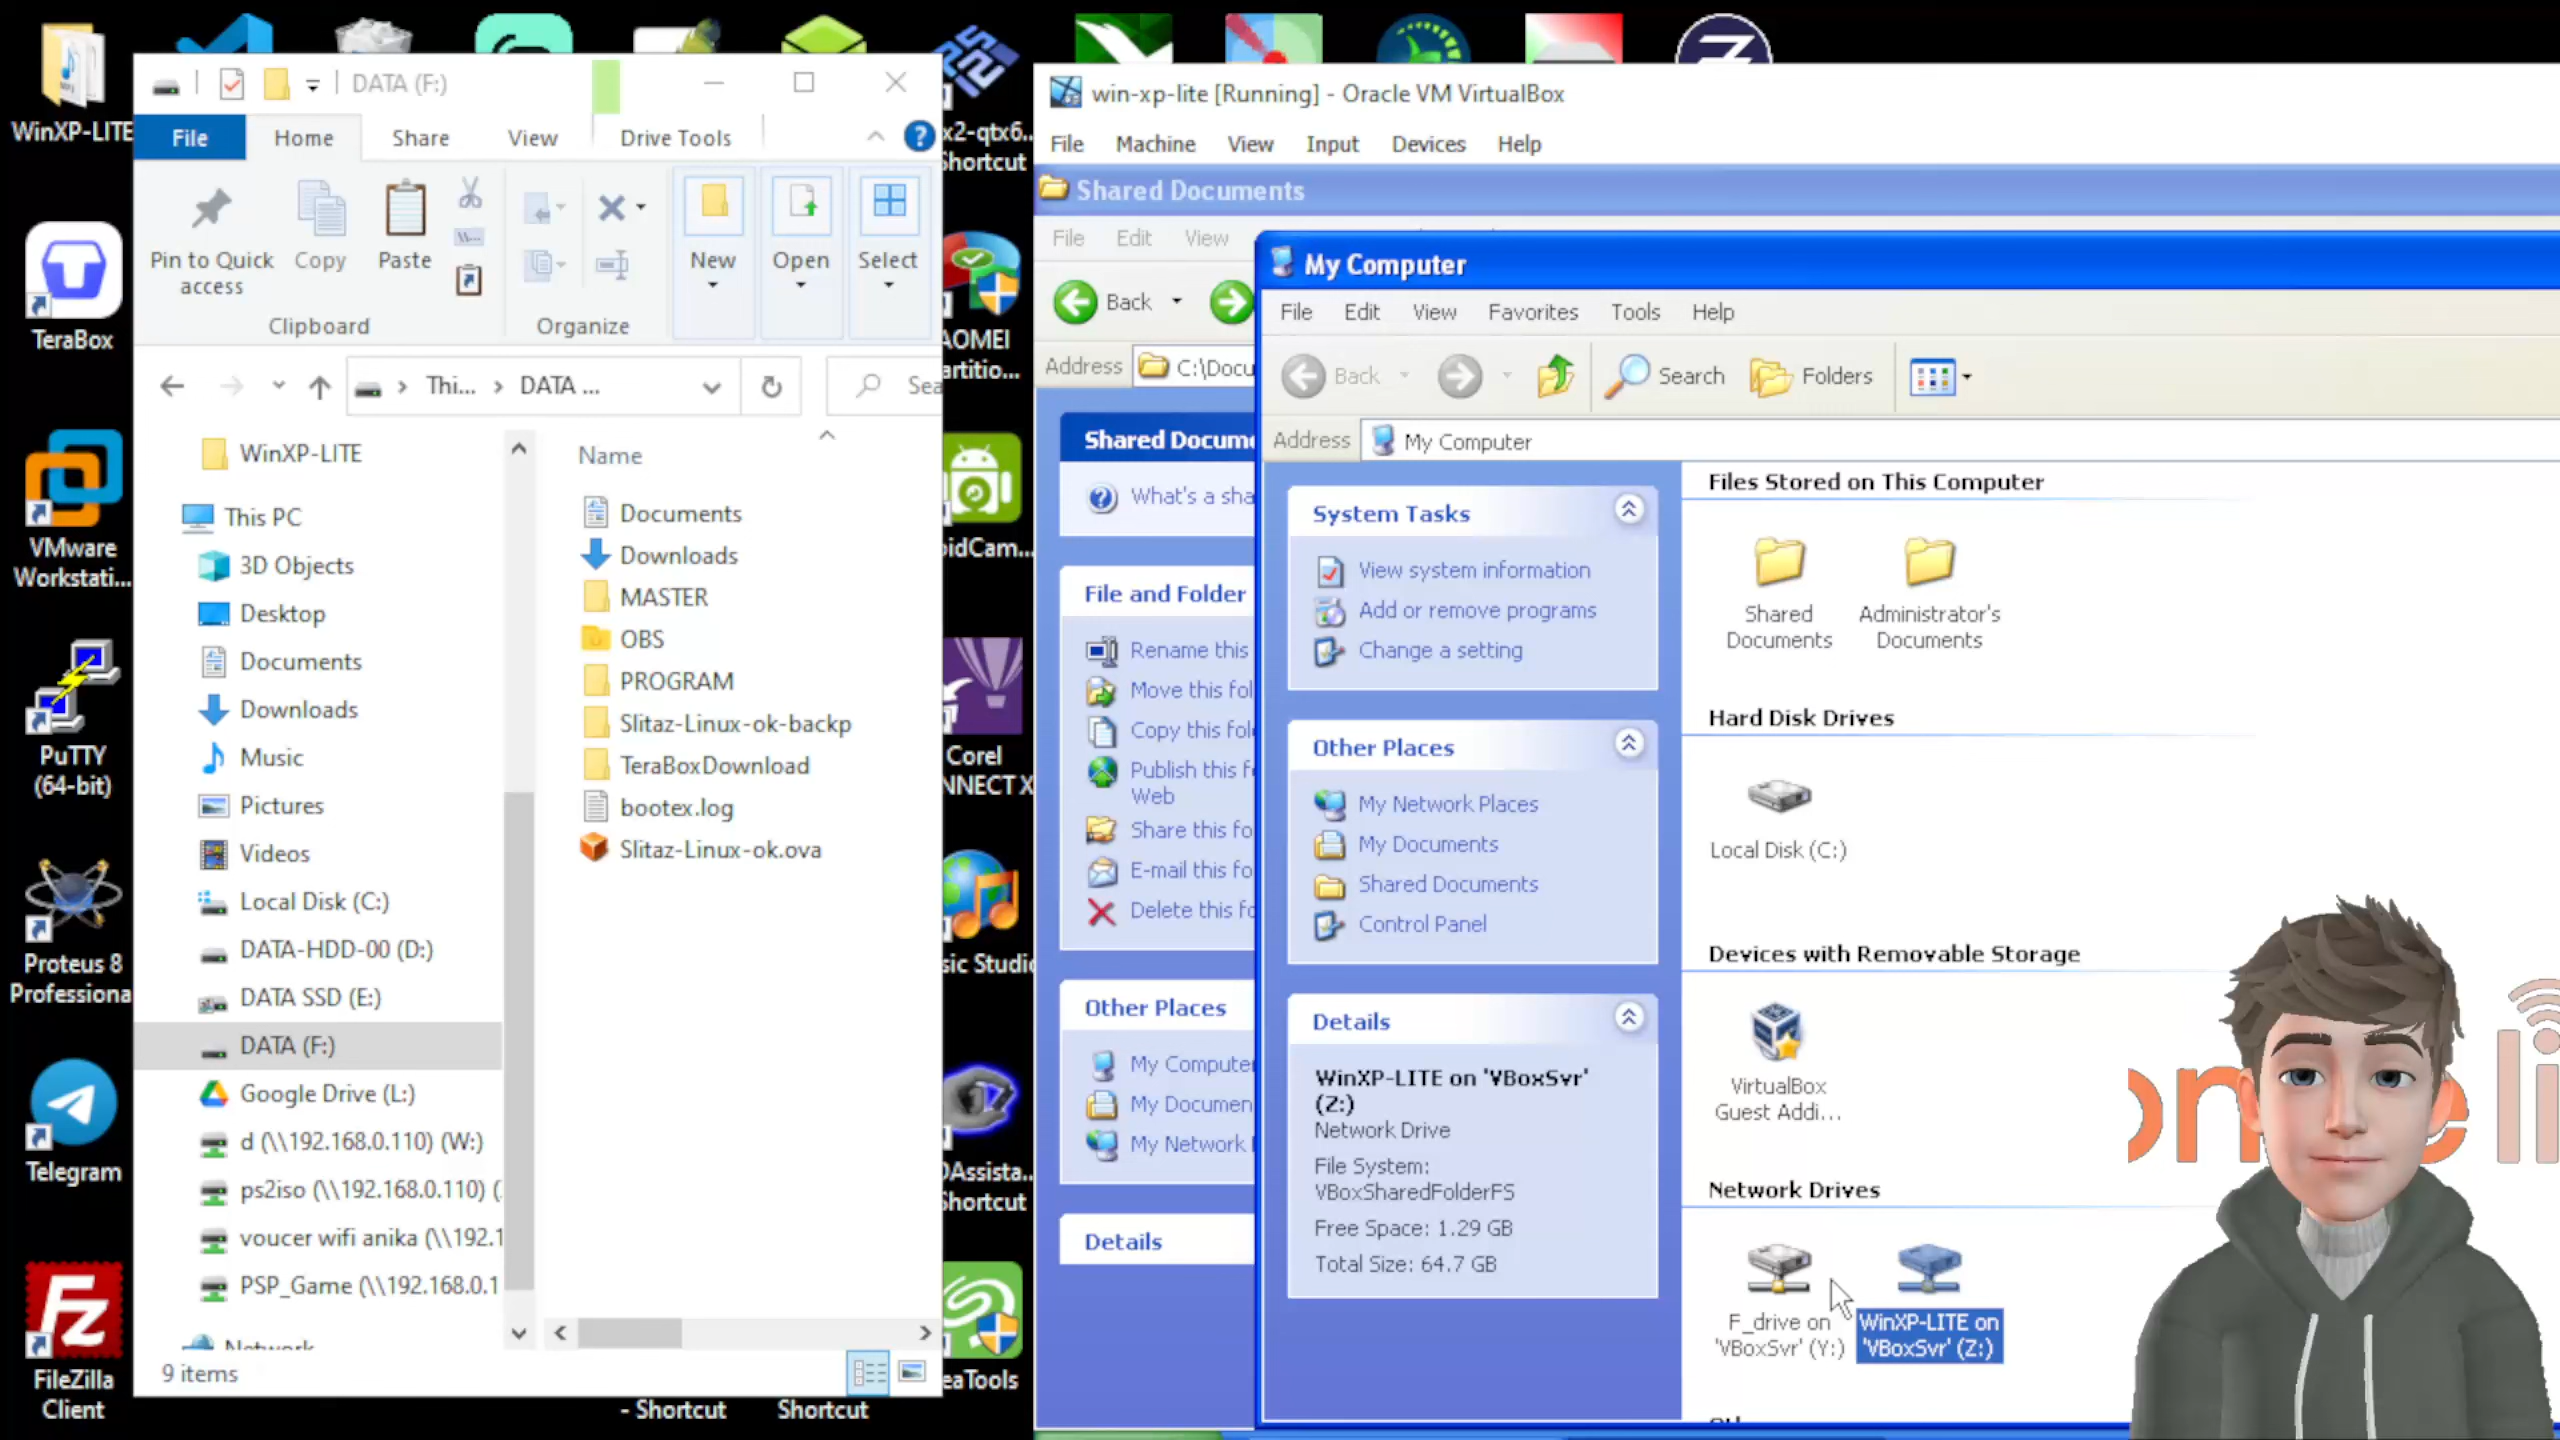 WinXP-LITE
TeraBox
VMware
Workstati...
PuTTY
(64-bit)
Proteus 8
Professiona
Telegram
FileZilla
Client
DATA (F:)
File
Home
Share
View
Drive Tools
Pin to Quick
access
Copy
Paste
New
Open
Select
Clipboard
Organize
Thi...
DATA ...
Sea
WinXP-LITE
This PC
3D Objects
Desktop
Documents
Downloads
Music
Pictures
Videos
Local Disk (C:)
DATA-HDD-00 (D:)
DATA SSD (E:)
DATA (F:)
Google Drive (L:)
d (\\192.168.0.110) (W:)
ps2iso (\\192.168.0.110) (
voucer wifi anika (\\192.1
PSP_Game (\\192.168.0.1
Network
Name
Documents
Downloads
MASTER
OBS
PROGRAM
Slitaz-Linux-ok-backp
TeraBoxDownload
bootex.log
Slitaz-Linux-ok.ova
9 items
- Shortcut
Shortcut
x2-qtx6...
Shortcut
AOMEI
artitio...
oidCam...
Corel
NNECT X
sic Studio
DAssista...
Shortcut
eaTools
win-xp-lite [Running] - Oracle VM VirtualBox
File
Machine
View
Input
Devices
Help
Shared Documents
File
Edit
View
Back
Address
C:\Docu
Shared Docume
What's a sha
File and Folder
Rename this
Move this fol
Copy this fol
Publish this f
Web
Share this fo
E-mail this fo
Delete this fo
Other Places
My Compute
My Documen
My Network
Details
My Computer
File
Edit
View
Favorites
Tools
Help
Back
Search
Folders
Address
My Computer
System Tasks
View system information
Add or remove programs
Change a setting
Other Places
My Network Places
My Documents
Shared Documents
Control Panel
Details
WinXP-LITE on 'VBoxSvr'
(Z:)
Network Drive
File System:
VBoxSharedFolderFS
Free Space: 1.29 GB
Total Size: 64.7 GB
Files Stored on This Computer
Shared
Documents
Administrator's
Documents
Hard Disk Drives
Local Disk (C:)
Devices with Removable Storage
VirtualBox
Guest Addi...
Network Drives
F_drive on
'VBoxSvr' (Y:)
WinXP-LITE on
'VBoxSvr' (Z:)